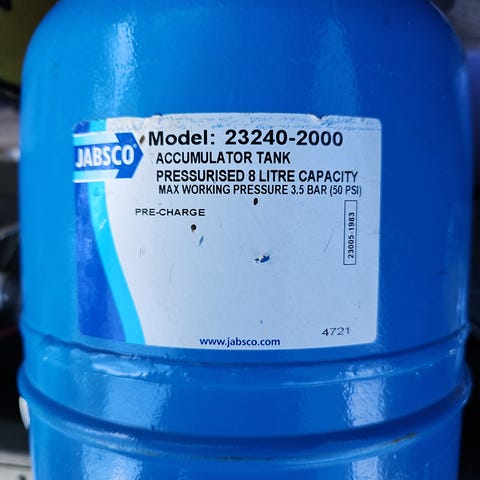 JABSCO
Model: 23240-2000
ACCUMULATOR TANK
PRESSURISED 8 LITRE CAPACITY
MAX WORKING PRESSURE 3.5 BAR (50 PSI)
PRE-CHARGE
23005-1983
4721
www.jabsco.com